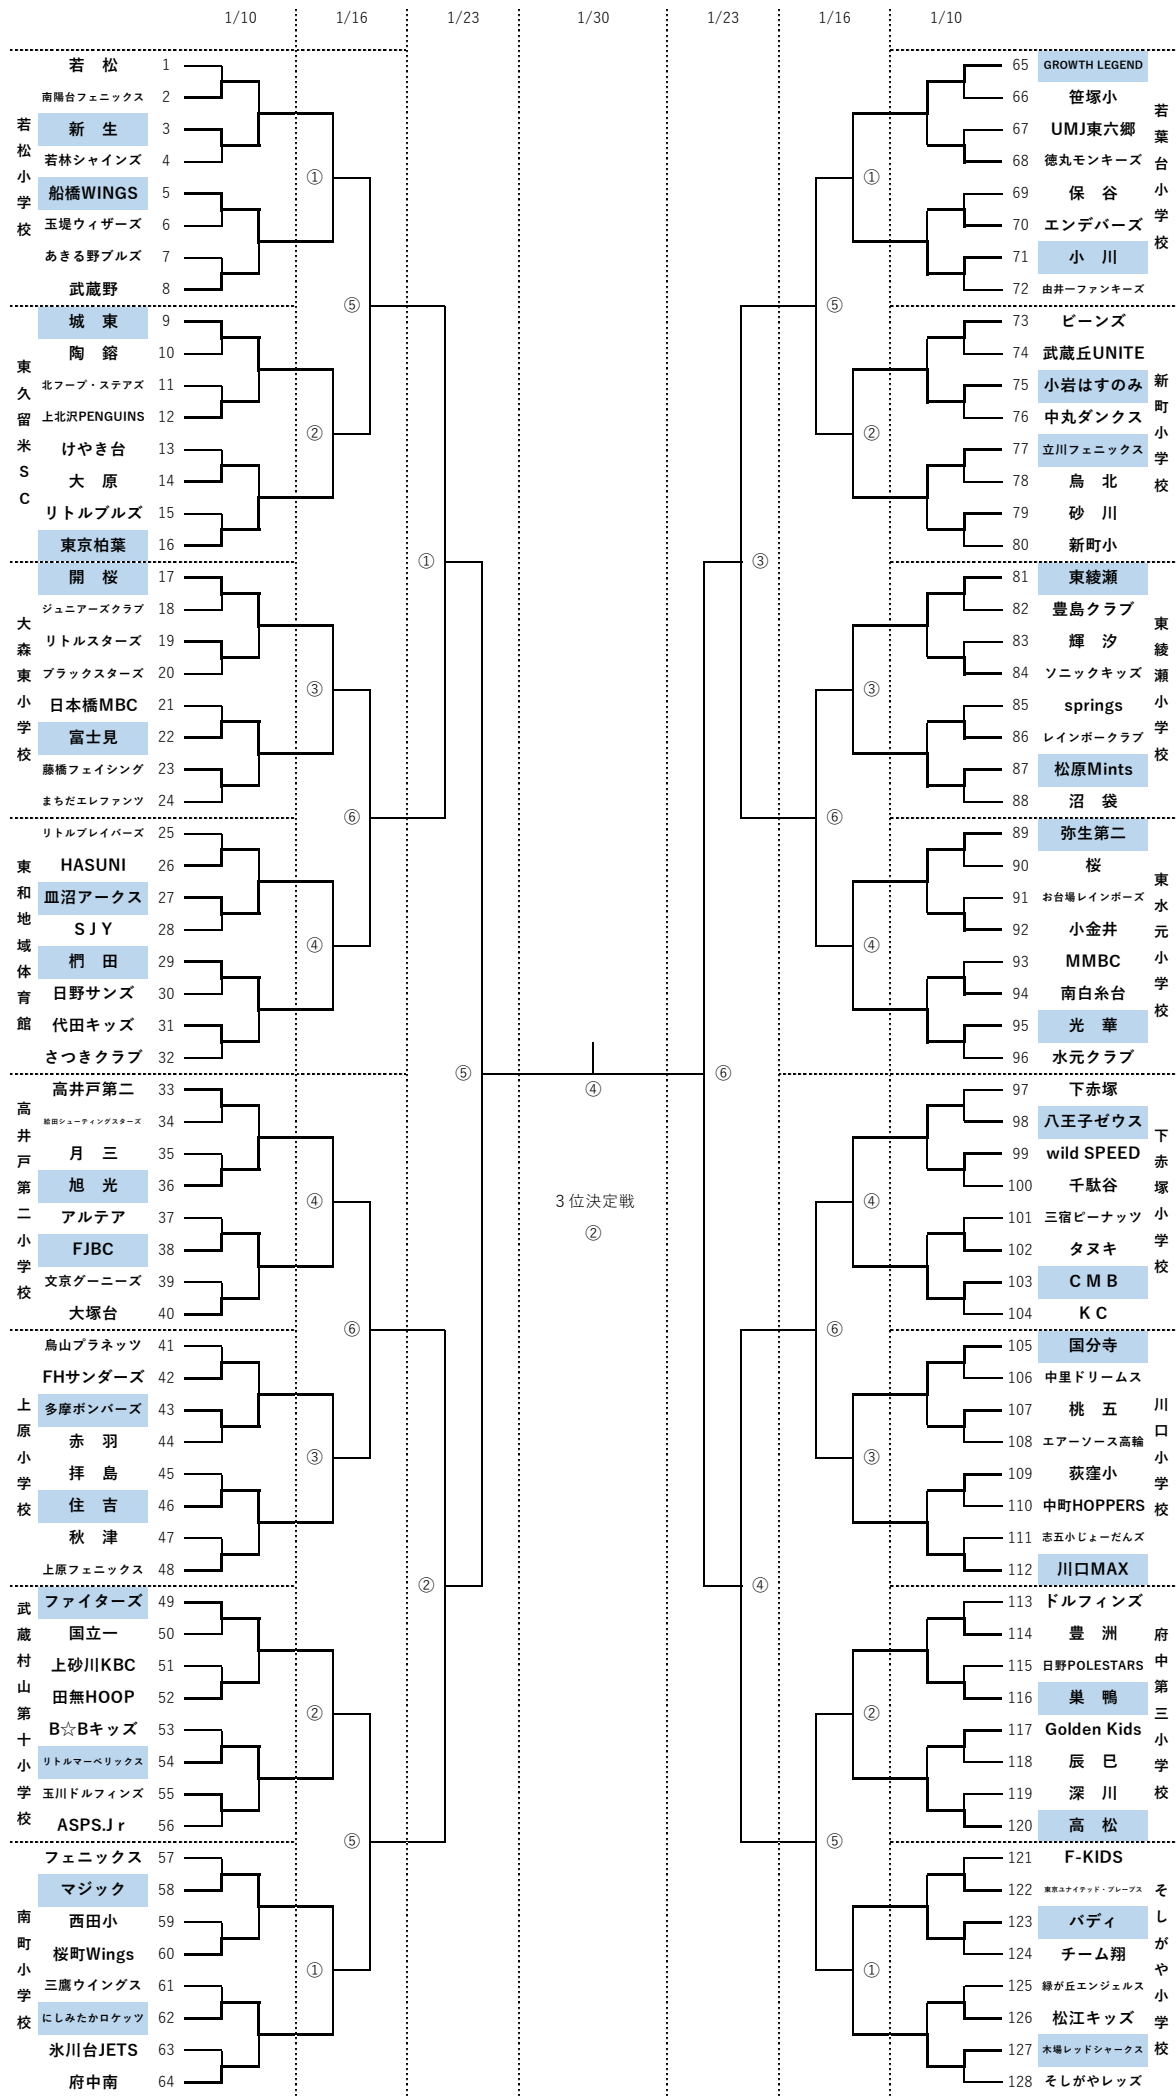 1/10 1/16 1/23 1/30 1/23 1/16 1/10
若松小学校
若　松 1
南陽台フェニックス 2
新　生 3
若林シャインズ 4
船橋WINGS 5
玉堤ウィザーズ 6
あきる野ブルズ 7
武蔵野 8
東久留米SC
城　東 9
陶　鎔 10
北フープ・ステアズ 11
上北沢PENGUINS 12
けやき台 13
大　原 14
リトルブルズ 15
東京柏葉 16
大森東小学校
開　桜 17
ジュニアーズクラブ 18
リトルスターズ 19
ブラックスターズ 20
日本橋MBC 21
富士見 22
藤橋フェイシング 23
まちだエレファンツ 24
東和地域体育館
リトルブレイバーズ 25
HASUNI 26
皿沼アークス 27
SJY 28
椚　田 29
日野サンズ 30
代田キッズ 31
さつきクラブ 32
高井戸第二小学校
高井戸第二 33
給田シューティングスターズ 34
月　三 35
旭　光 36
アルテア 37
FJBC 38
文京グーニーズ 39
大塚台 40
上原小学校
烏山プラネッツ 41
FHサンダーズ 42
多摩ボンバーズ 43
赤　羽 44
拝　島 45
住　吉 46
秋　津 47
上原フェニックス 48
武蔵村山第十小学校
ファイターズ 49
国立一 50
上砂川KBC 51
田無HOOP 52
B☆Bキッズ 53
リトルマーベリックス 54
玉川ドルフィンズ 55
ASPS.Jｒ 56
南町小学校
フェニックス 57
マジック 58
西田小 59
桜町Wings 60
三鷹ウイングス 61
にしみたかロケッツ 62
氷川台JETS 63
府中南 64
① ② ③ ④ ④ ③ ② ①
⑤ ⑥ ⑥ ⑤
① ②
⑤
④
３位決定戦
②
⑥
③ ④
⑤ ⑥ ⑥ ⑤
① ② ③ ④ ④ ③ ② ①
65 GROWTH LEGEND
66 笹塚小
67 UMJ東六郷
68 徳丸モンキーズ
69 保　谷
70 エンデバーズ
71 小　川
72 由井一ファンキーズ
若葉台小学校
73 ビーンズ
74 武蔵丘UNITE
75 小岩はすのみ
76 中丸ダンクス
77 立川フェニックス
78 烏　北
79 砂　川
80 新町小
新町小学校
81 東綾瀬
82 豊島クラブ
83 輝　汐
84 ソニックキッズ
85 springs
86 レインボークラブ
87 松原Mints
88 沼　袋
東綾瀬小学校
89 弥生第二
90 桜
91 お台場レインボーズ
92 小金井
93 MMBC
94 南白糸台
95 光　華
96 水元クラブ
東水元小学校
97 下赤塚
98 八王子ゼウス
99 wild SPEED
100 千駄谷
101 三宿ピーナッツ
102 タヌキ
103 CMB
104 KC
下赤塚小学校
105 国分寺
106 中里ドリームス
107 桃　五
108 エアーソース高輪
109 荻窪小
110 中町HOPPERS
111 志五小じょーだんズ
112 川口MAX
川口小学校
113 ドルフィンズ
114 豊　洲
115 日野POLESTARS
116 巣　鴨
117 Golden Kids
118 辰　巳
119 深　川
120 高　松
府中第三小学校
121 F-KIDS
122 東京ユナイテッド・ブレーブス
123 バディ
124 チーム翔
125 緑が丘エンジェルス
126 松江キッズ
127 木場レッドシャークス
128 そしがやレッズ
そしがや小学校